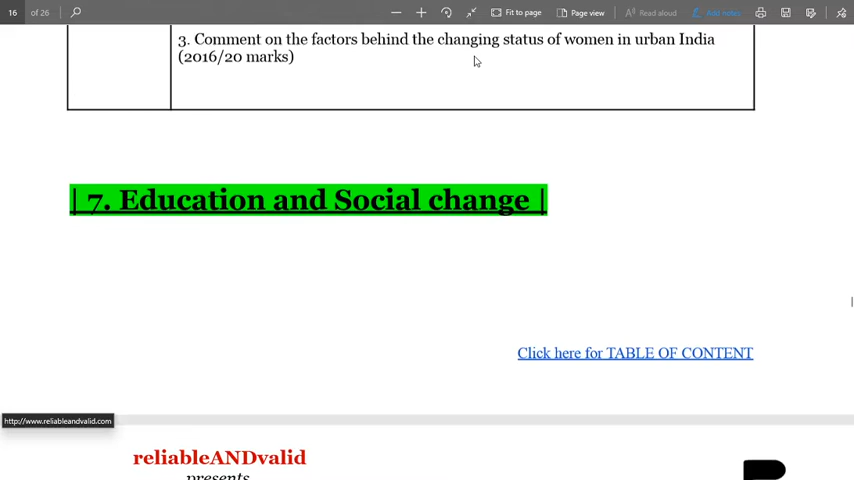 16 of 26 Fit to page Page view Read aloud Add notes
3. Comment on the factors behind the changing status of women in urban India
(2016/20 marks)
| 7. Education and Social change |
Click here for TABLE OF CONTENT
http://www.reliableandvalid.com
reliableANDvalid
presents